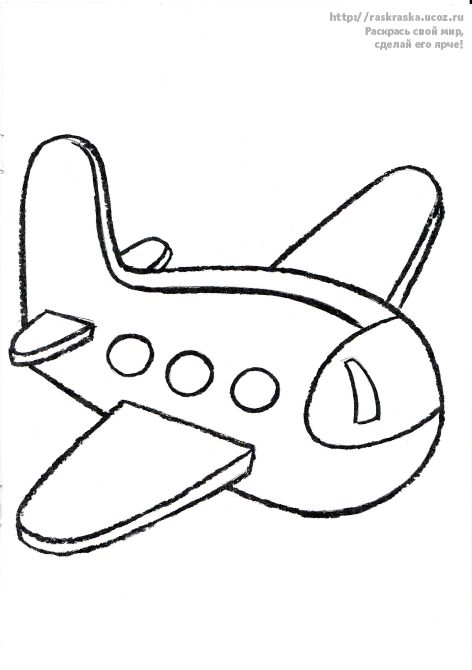 http://raskraska.ucoz.ru
Раскрась свой мир,
сделай его ярче!